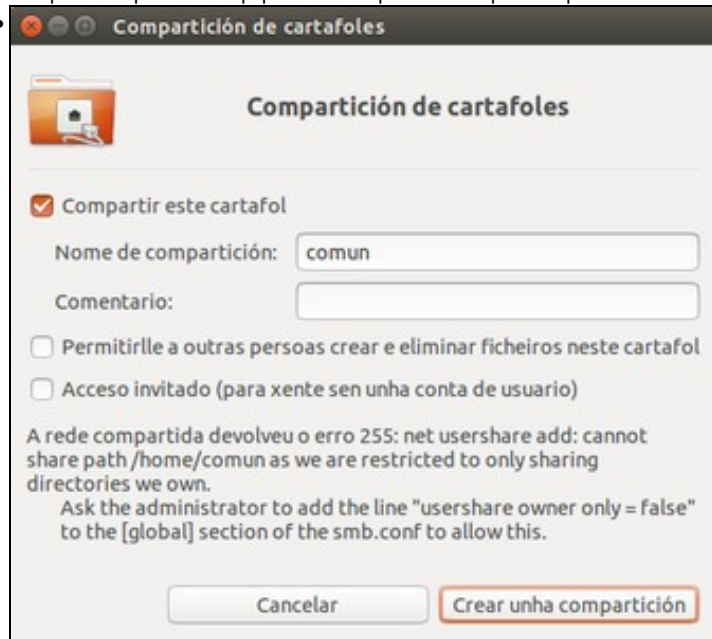 Compartición de cartafoles
Compartición de cartafoles
Compartir este cartafol
Nome de compartición: comun
Comentario:
Permitirlle a outras persoas crear e eliminar ficheiros neste cartafol
Acceso invitado (para xente sen unha conta de usuario)
A rede compartida devolveu o erro 255: net usershare add: cannot
share path /home/comun as we are restricted to only sharing
directories we own.
Ask the administrator to add the line "usershare owner only = false"
to the [global] section of the smb.conf to allow this.
Cancelar Crear unha compartición